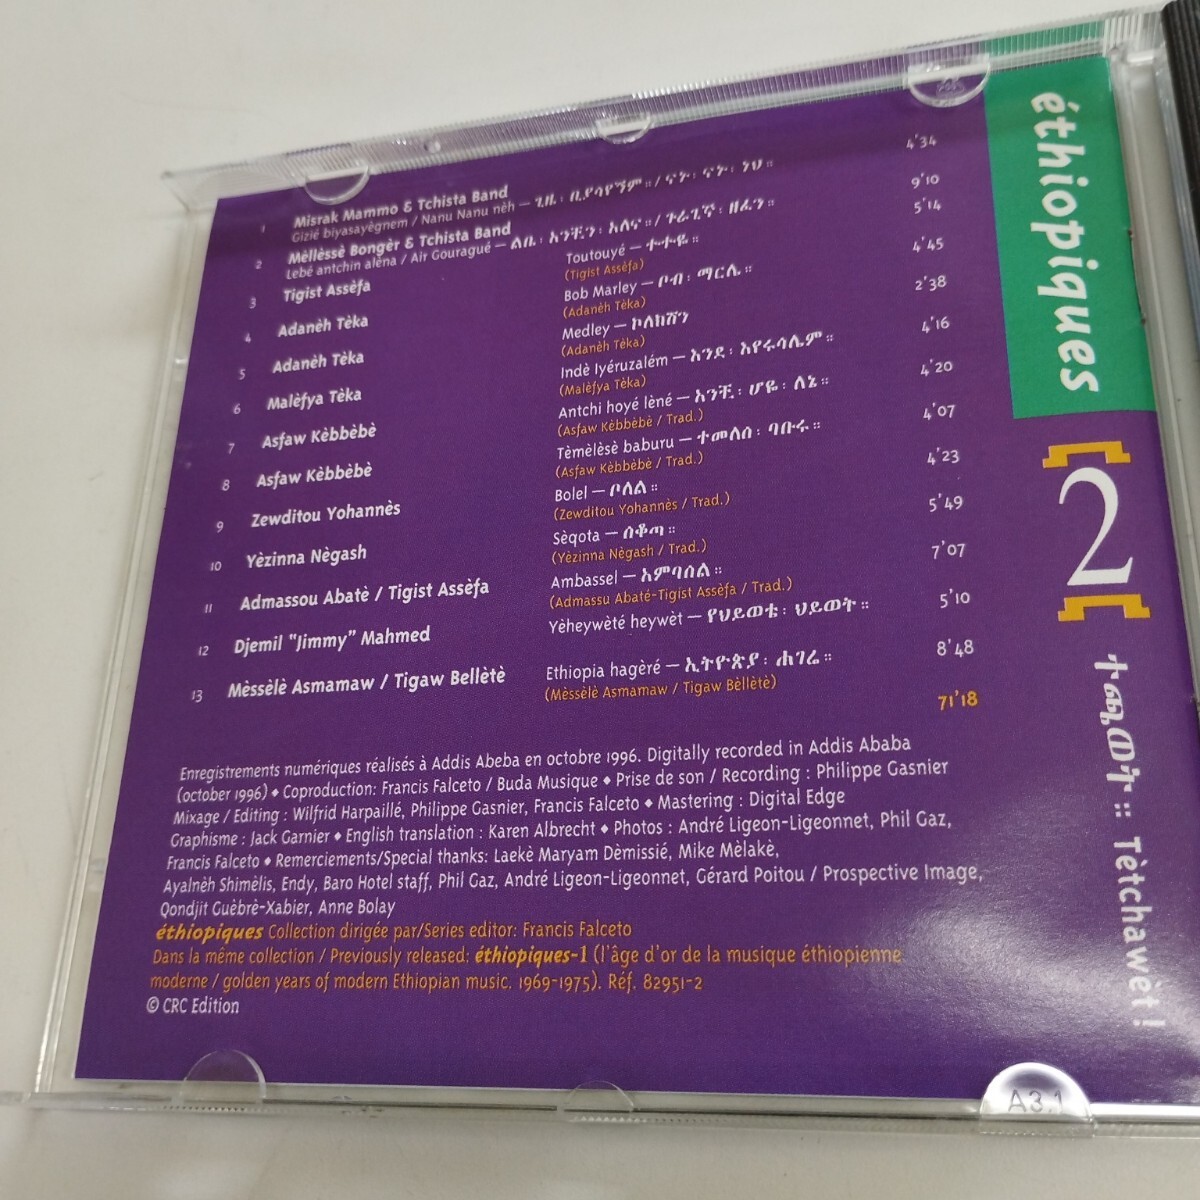 1 Misrak Mammo & Tchista Band 4'34
Gizié biyasayègnem / Nanu Nanu nèh — ጊዜ፡ ቢያሳየኝም። / ናኑ፡ ናኑ፡ ነህ።
2 Mèllèssè Bongèr & Tchista Band 9'10
Lebé antchin alèna / Air Gouragué — ልቤ፡ አንቺን፡ አለና። / ጉራጊኛ፡ ዘፈን።
3 Tigist Assèfa Toutouyé — ተተዬ። 5'14
(Tigist Assèfa)
4 Adanèh Tèka Bob Marley — ቦብ፡ ማርሊ። 4'45
(Adanèh Tèka)
5 Adanèh Tèka Medley — ኮለክሽን 2'38
(Adanèh Tèka)
6 Malèfya Tèka Indè Iyéruzalém — እንደ፡ እየሩሳሌም። 4'16
(Malèfya Tèka)
7 Asfaw Kèbbèbè Antchi hoyé lèné — አንቺ፡ ሆዬ፡ ለኔ። 4'20
(Asfaw Kèbbèbè / Trad.)
8 Asfaw Kèbbèbè Tèmèlèsè baburu — ተመለሰ፡ ባቡሩ። 4'07
(Asfaw Kèbbèbè / Trad.)
9 Zewditou Yohannès Bolel — ቦለል። 4'23
(Zewditou Yohannès / Trad.)
10 Yèzinna Nègash Sèqota — ሰቆጣ። 5'49
(Yèzinna Nègash / Trad.)
11 Admassou Abatè / Tigist Assèfa Ambassel — አምባሰል። 7'07
(Admassu Abaté-Tigist Assèfa / Trad.)
12 Djemil "Jimmy" Mahmed Yèheywèté heywèt — የህይወቴ፡ ህይወት። 5'10
13 Mèssèlè Asmamaw / Tigaw Bellètè Ethiopia hagèré — ኢትዮጵያ፡ ሐገሬ። 8'48
(Mèssèlè Asmamaw / Tigaw Bèllètè)
71'18
Enregistrements numériques réalisés à Addis Abeba en octobre 1996. Digitally recorded in Addis Ababa
(october 1996) ◆ Coproduction: Francis Falceto / Buda Musique ◆ Prise de son / Recording : Philippe Gasnier
Mixage / Editing : Wilfrid Harpaillé, Philippe Gasnier, Francis Falceto ◆ Mastering : Digital Edge
Graphisme : Jack Garnier ◆ English translation : Karen Albrecht ◆ Photos : André Ligeon-Ligeonnet, Phil Gaz,
Francis Falceto ◆ Remerciements/Special thanks: Laekè Maryam Dèmissié, Mike Mèlakè,
Ayalnèh Shimèlis, Endy, Baro Hotel staff, Phil Gaz, André Ligeon-Ligeonnet, Gérard Poitou / Prospective Image,
Qondjit Guèbrè-Xabier, Anne Bolay
éthiopiques Collection dirigée par/Series editor: Francis Falceto
Dans la même collection / Previously released: éthiopiques-1 (l'âge d'or de la musique éthiopienne
moderne / golden years of modern Ethiopian music. 1969-1975). Réf. 82951-2
© CRC Edition
éthiopiques
[2]
ተጫወት። Tètchawèt!
A3.1